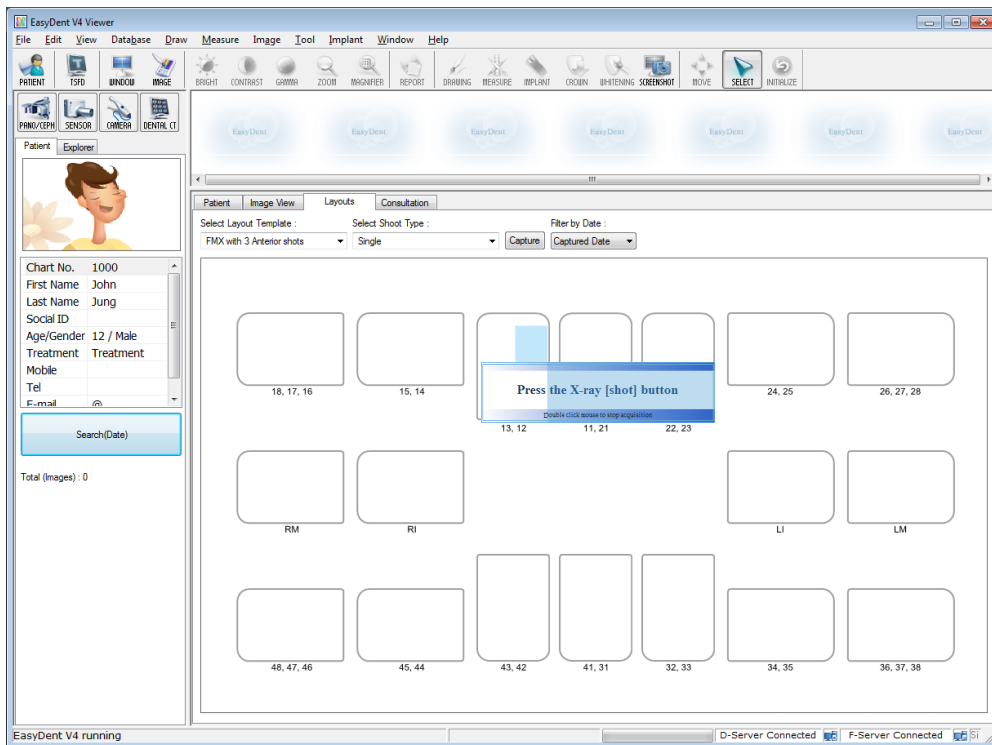 EasyDent V4 Viewer
File Edit View Database Draw Measure Image Tool Implant Window Help
PATIENT TSFD WINDOW IMAGE BRIGHT CONTRAST GAMMA ZOOM MAGNIFIER REPORT DRAWING MEASURE IMPLANT CROWN WHITENING SCREENSHOT MOVE SELECT INITIALIZE
PANO/CEPH SENSOR CAMERA DENTAL CT
EasyDent EasyDent EasyDent EasyDent EasyDent EasyDent EasyDent
Patient Explorer
Patient Image View Layouts Consultation
Select Layout Template : Select Shoot Type : Filter by Date :
FMX with 3 Anterior shots Single Capture Captured Date
Chart No. 1000
First Name John
Last Name Jung
Social ID
Age/Gender 12 / Male
Treatment Treatment
Mobile
Tel
E-mail @
Search(Date)
Total (Images) : 0
Press the X-ray [shot] button
Double click mouse to stop acquisition
18, 17, 16 15, 14 24, 25 26, 27, 28
13, 12 11, 21 22, 23
RM RI LI LM
48, 47, 46 45, 44 43, 42 41, 31 32, 33 34, 35 36, 37, 38
EasyDent V4 running D-Server Connected F-Server Connected Si